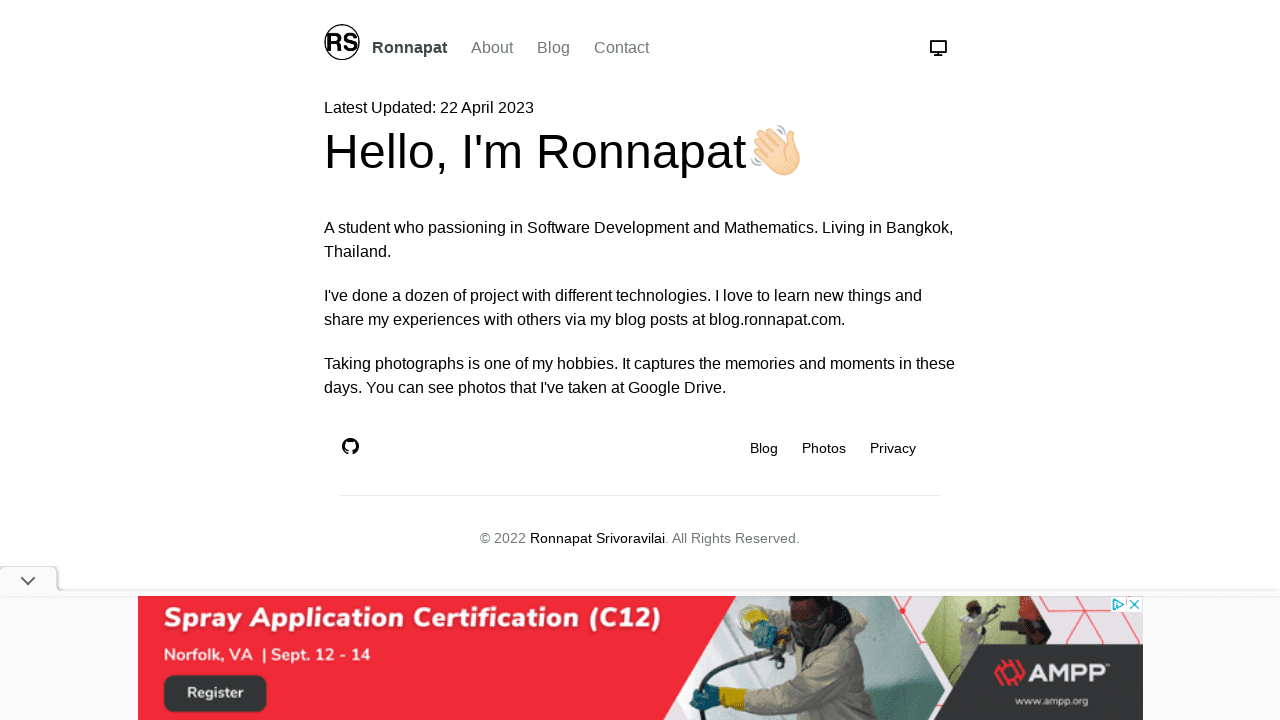 RS Ronnapat About Blog Contact
Latest Updated: 22 April 2023
Hello, I'm Ronnapat👋🏻
A student who passioning in Software Development and Mathematics. Living in Bangkok,
Thailand.
I've done a dozen of project with different technologies. I love to learn new things and
share my experiences with others via my blog posts at blog.ronnapat.com.
Taking photographs is one of my hobbies. It captures the memories and moments in these
days. You can see photos that I've taken at Google Drive.
Blog Photos Privacy
© 2022 Ronnapat Srivoravilai. All Rights Reserved.
Spray Application Certification (C12)
Norfolk, VA | Sept. 12 - 14
Register
AMPP™
www.ampp.org